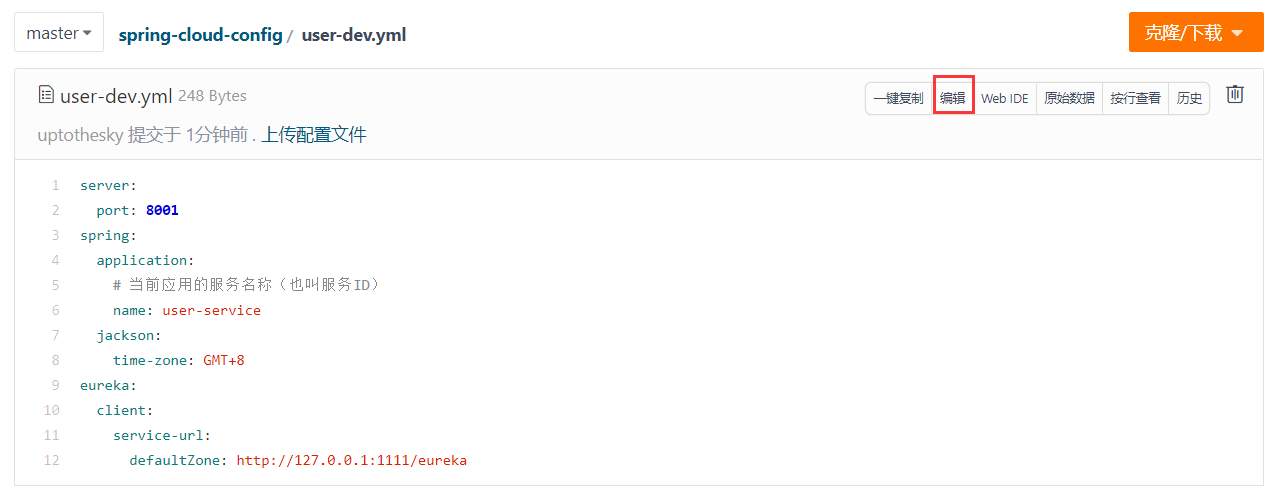 master spring-cloud-config / user-dev.yml 克隆/下载
user-dev.yml 248 Bytes 一键复制 编辑 Web IDE 原始数据 按行查看 历史
uptothesky 提交于 1分钟前 . 上传配置文件
1 server:
2   port: 8001
3 spring:
4   application:
5     # 当前应用的服务名称（也叫服务ID）
6     name: user-service
7   jackson:
8     time-zone: GMT+8
9 eureka:
10   client:
11     service-url:
12       defaultZone: http://127.0.0.1:1111/eureka